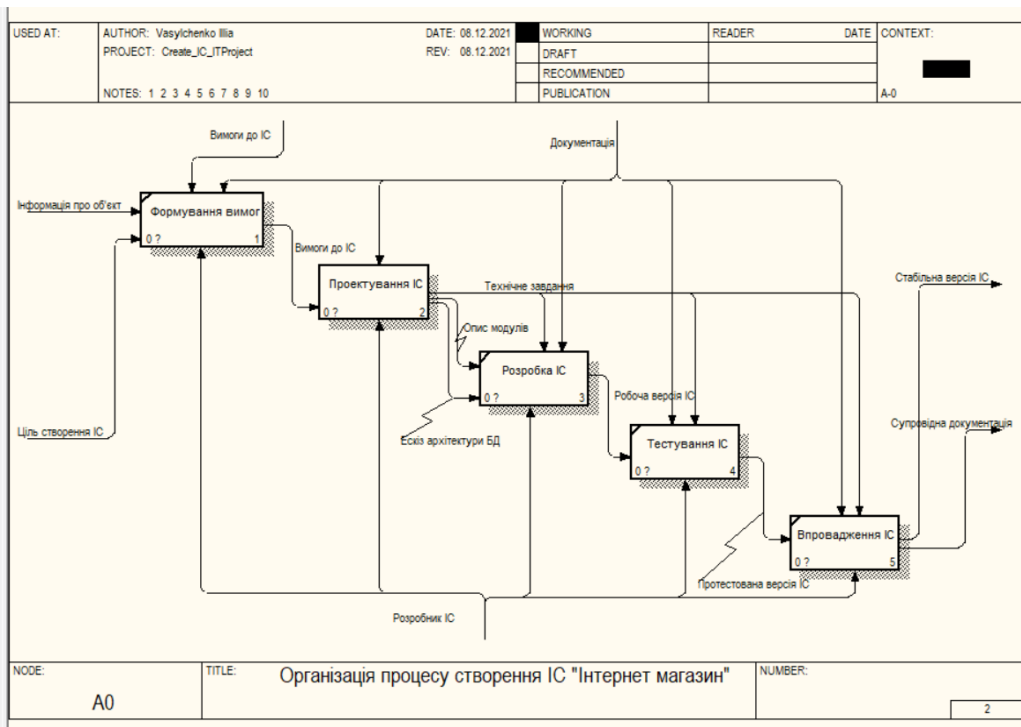 USED AT:
AUTHOR: Vasylchenko Illia
DATE: 08.12.2021
WORKING
READER
DATE
CONTEXT:
PROJECT: Create_IC_ITProject
REV: 08.12.2021
DRAFT
RECOMMENDED
NOTES: 1 2 3 4 5 6 7 8 9 10
PUBLICATION
A-0
Вимоги до ІС
Документація
Інформація про об'єкт
Формування вимог
0 ?
1
Вимоги до ІС
Проектування ІС
0 ?
2
Технічне завдання
Стабільна версія ІС
Опис модулів
Розробка ІС
0 ?
3
Робоча версія ІС
Ціль створення ІС
Ескіз архітектури БД
Супровідна документація
Тестування ІС
0 ?
4
Впровадження ІС
0 ?
5
Протестована версія ІС
Розробник ІС
NODE:
TITLE:
Організація процесу створення ІС "Інтернет магазин"
NUMBER:
A0
2